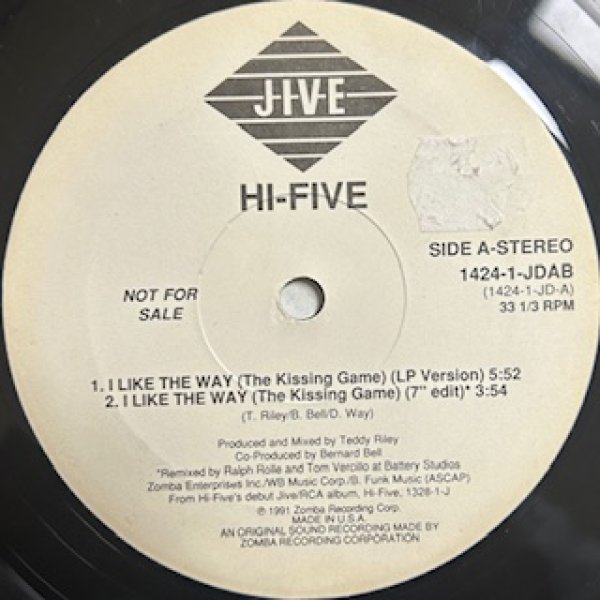 JIVE
HI-FIVE
SIDE A-STEREO
1424-1-JDAB
(1424-1-JD-A)
33 1/3 RPM
NOT FOR
SALE
1. I LIKE THE WAY (The Kissing Game) (LP Version) 5:52
2. I LIKE THE WAY (The Kissing Game) (7" edit)* 3:54
(T. Riley/B. Bell/D. Way)
Produced and Mixed by Teddy Riley
Co-Produced by Bernard Bell
*Remixed by Ralph Rolle and Tom Vercillo at Battery Studios
Zomba Enterprises Inc./WB Music Corp./B. Funk Music (ASCAP)
From Hi-Five's debut Jive/RCA album, Hi-Five, 1328-1-J
℗ 1991 Zomba Recording Corp.
MADE IN U.S.A.
AN ORIGINAL SOUND RECORDING MADE BY
ZOMBA RECORDING CORPORATION